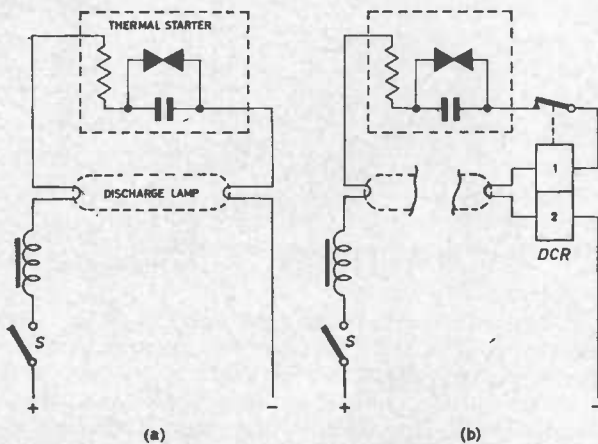 THERMAL STARTER
DISCHARGE LAMP
S
+
−
(a)
1
2
DCR
S
+
−
(b)